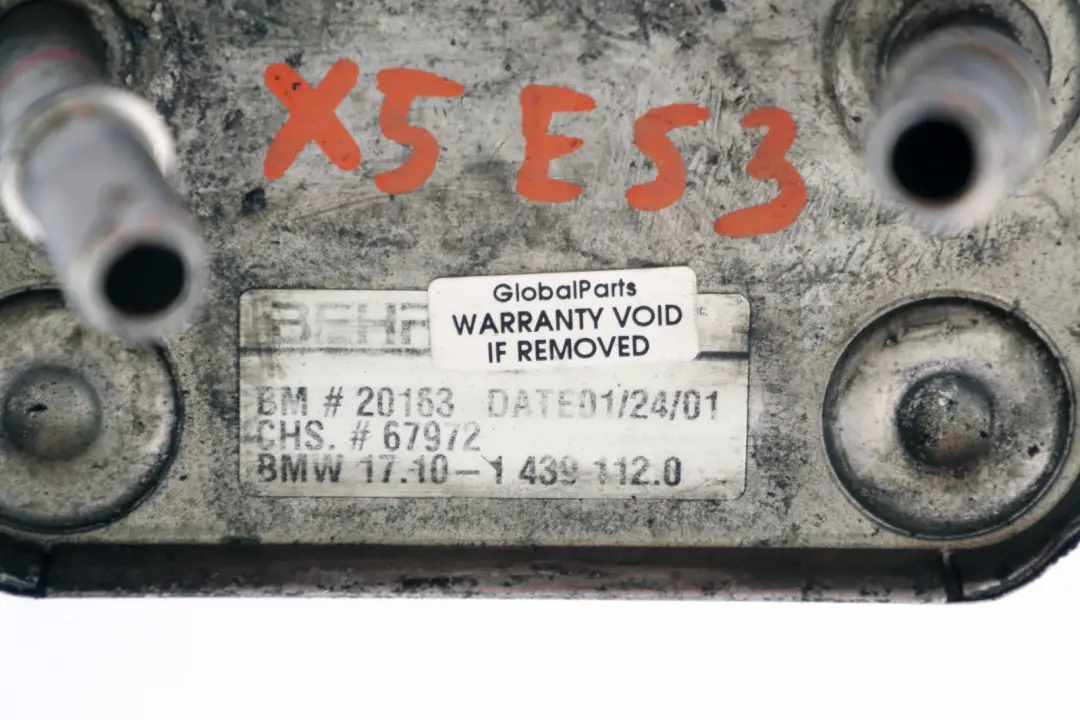 X5 E53
GlobalParts
WARRANTY VOID
IF REMOVED
BM # 20163 DATE01/24/01
CHS. # 67972
BMW 17.10-1 439 112.0